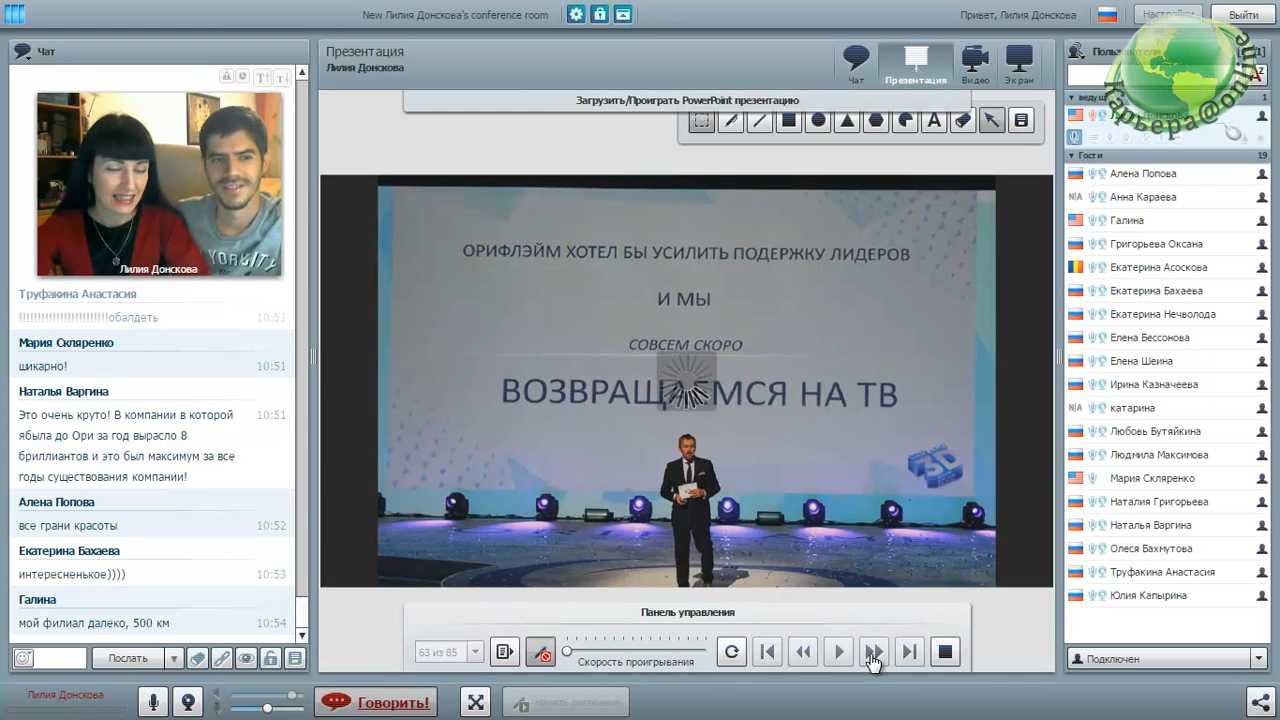 New Лилия Донскова's conference room
Привет, Лилия Донскова
Настройки
Выйти
Чат
Лилия Донскова
Труфакина Анастасия
!!!!!!!!!!!!!!!!!!!!!!!!обалдеть 10:51
Мария Скляренко
шикарно! 10:51
Наталья Варгина
Это очень круто! В компании в которой 10:51
ябыла до Ори за год вырасло 8
бриллиантов и это был максимум за все
годы существования компании!
Алена Попова
все грани красоты 10:52
Екатерина Бахаева
интересненькое)))) 10:53
Галина
мой филиал далеко, 500 км 10:54
Послать
Лилия Донскова
Говорить!
Презентация
Лилия Донскова
Чат
Презентация
Видео
Экран
Загрузить/Проиграть PowerPoint презентацию
ОРИФЛЭЙМ ХОТЕЛ БЫ УСИЛИТЬ ПОДЕРЖКУ ЛИДЕРОВ
И МЫ
СОВСЕМ СКОРО
ВОЗВРАЩАЕМСЯ НА ТВ
Панель управления
63 из 85
Скорость проигрывания
карьера@online
Гости 19
Алена Попова
N|A Анна Караева
Галина
Григорьева Оксана
Екатерина Асоскова
Екатерина Бахаева
Екатерина Нечволода
Елена Бессонова
Елена Шеина
Ирина Казначеева
N|A катарина
Любовь Бутяйкина
Людмила Максимова
Мария Скляренко
Наталия Григорьева
Наталья Варгина
Олеся Бахмутова
Труфакина Анастасия
Юлия Капырина
Подключен